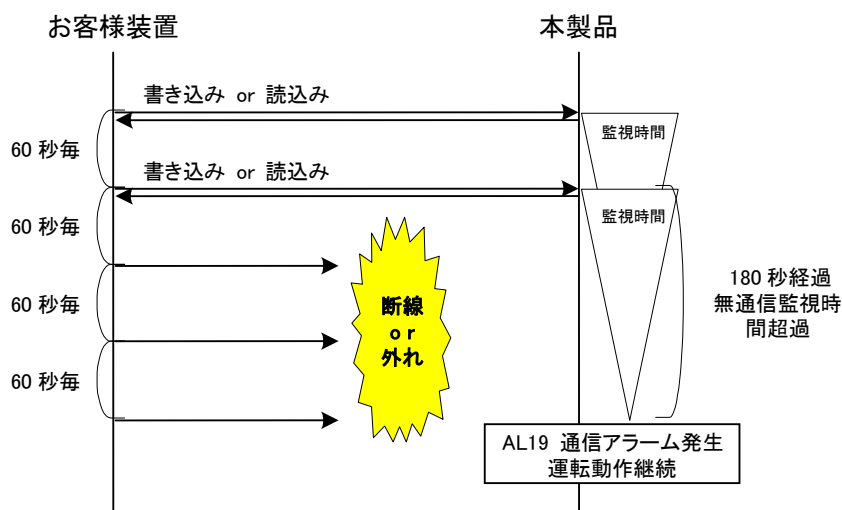 お客様装置
本製品
書き込み or 読込み
監視時間
60 秒毎
書き込み or 読込み
監視時間
60 秒毎
断線
or
外れ
180 秒経過
無通信監視時
間超過
60 秒毎
60 秒毎
AL19 通信アラーム発生
運転動作継続